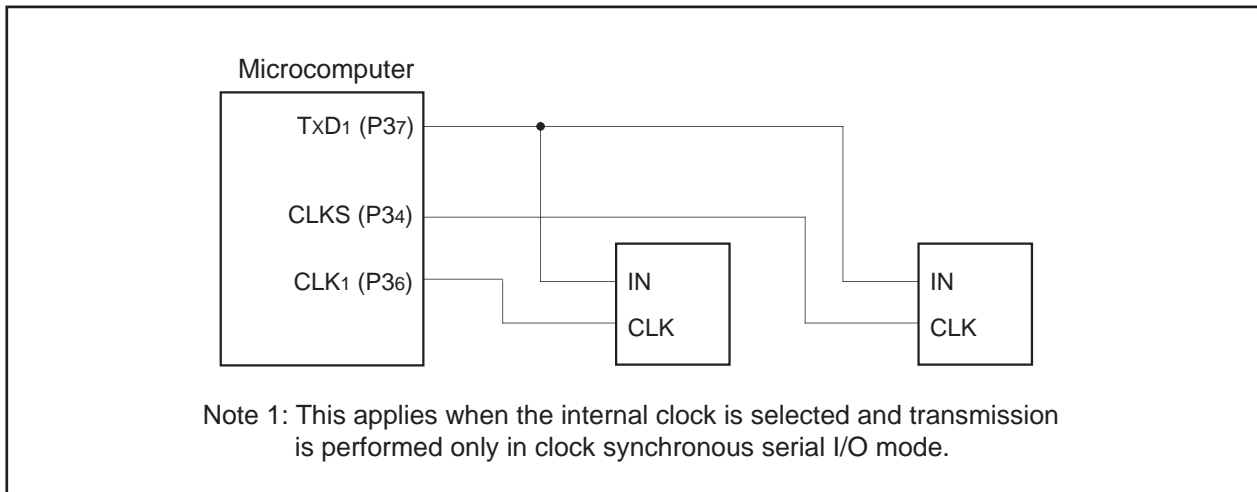 Microcomputer
TxD1 (P37)
CLKS (P34)
CLK1 (P36)
IN
CLK
IN
CLK
Note 1: This applies when the internal clock is selected and transmission
is performed only in clock synchronous serial I/O mode.